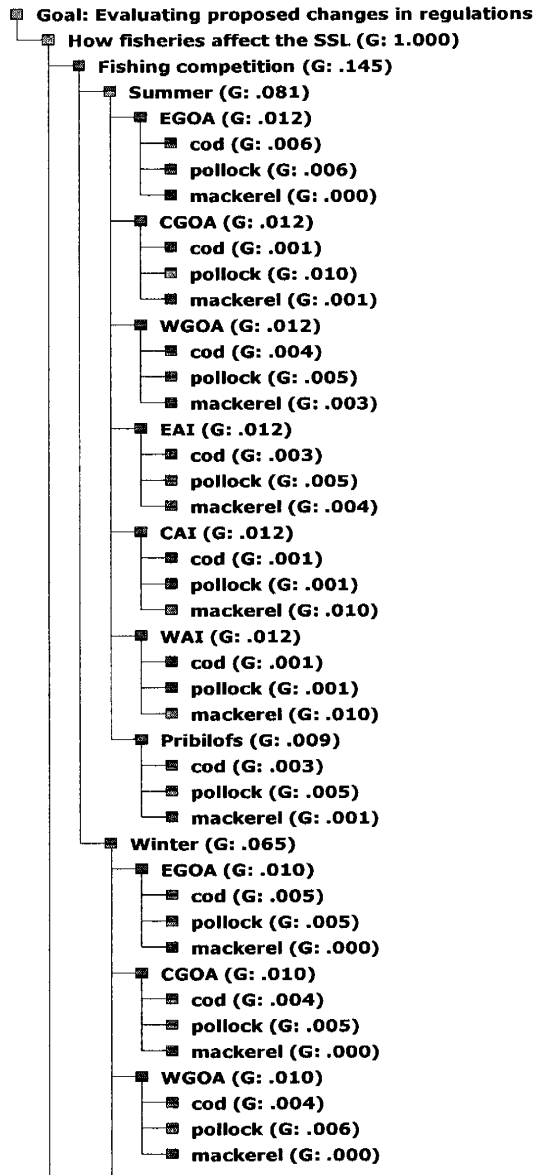 Goal: Evaluating proposed changes in regulations
How fisheries affect the SSL (G: 1.000)
Fishing competition (G: .145)
Summer (G: .081)
EGOA (G: .012)
cod (G: .006)
pollock (G: .006)
mackerel (G: .000)
CGOA (G: .012)
cod (G: .001)
pollock (G: .010)
mackerel (G: .001)
WGOA (G: .012)
cod (G: .004)
pollock (G: .005)
mackerel (G: .003)
EAI (G: .012)
cod (G: .003)
pollock (G: .005)
mackerel (G: .004)
CAI (G: .012)
cod (G: .001)
pollock (G: .001)
mackerel (G: .010)
WAI (G: .012)
cod (G: .001)
pollock (G: .001)
mackerel (G: .010)
Pribilofs (G: .009)
cod (G: .003)
pollock (G: .005)
mackerel (G: .001)
Winter (G: .065)
EGOA (G: .010)
cod (G: .005)
pollock (G: .005)
mackerel (G: .000)
CGOA (G: .010)
cod (G: .004)
pollock (G: .005)
mackerel (G: .000)
WGOA (G: .010)
cod (G: .004)
pollock (G: .006)
mackerel (G: .000)